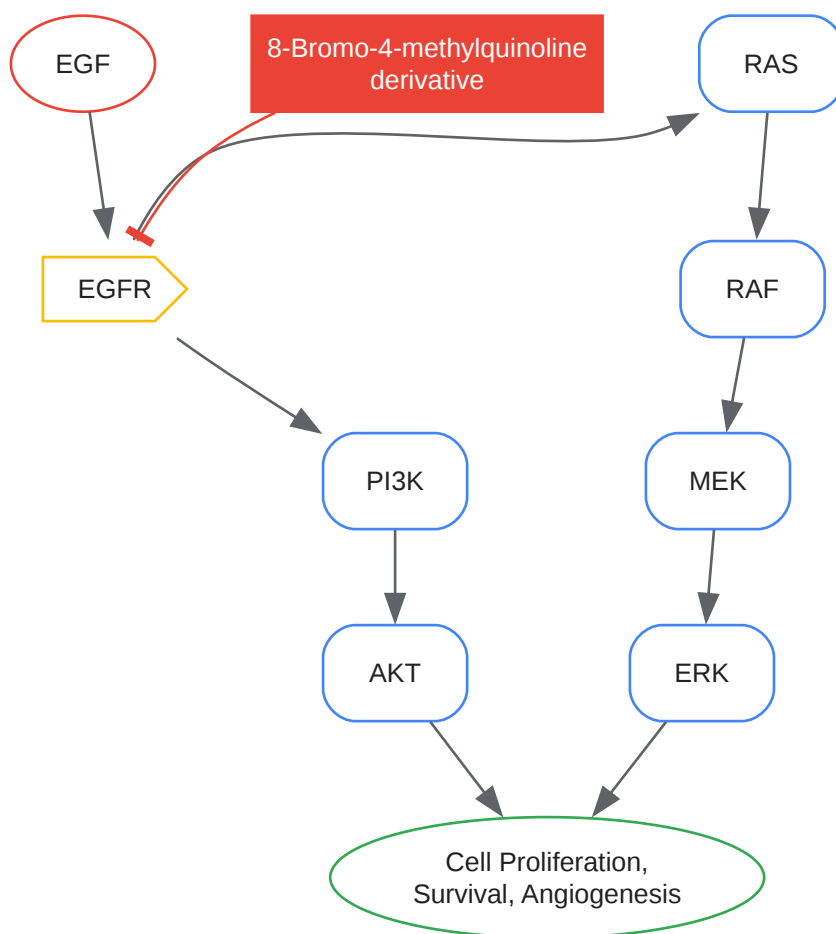 EGF
8-Bromo-4-methylquinoline
derivative
RAS
EGFR
RAF
PI3K
MEK
AKT
ERK
Cell Proliferation,
Survival, Angiogenesis